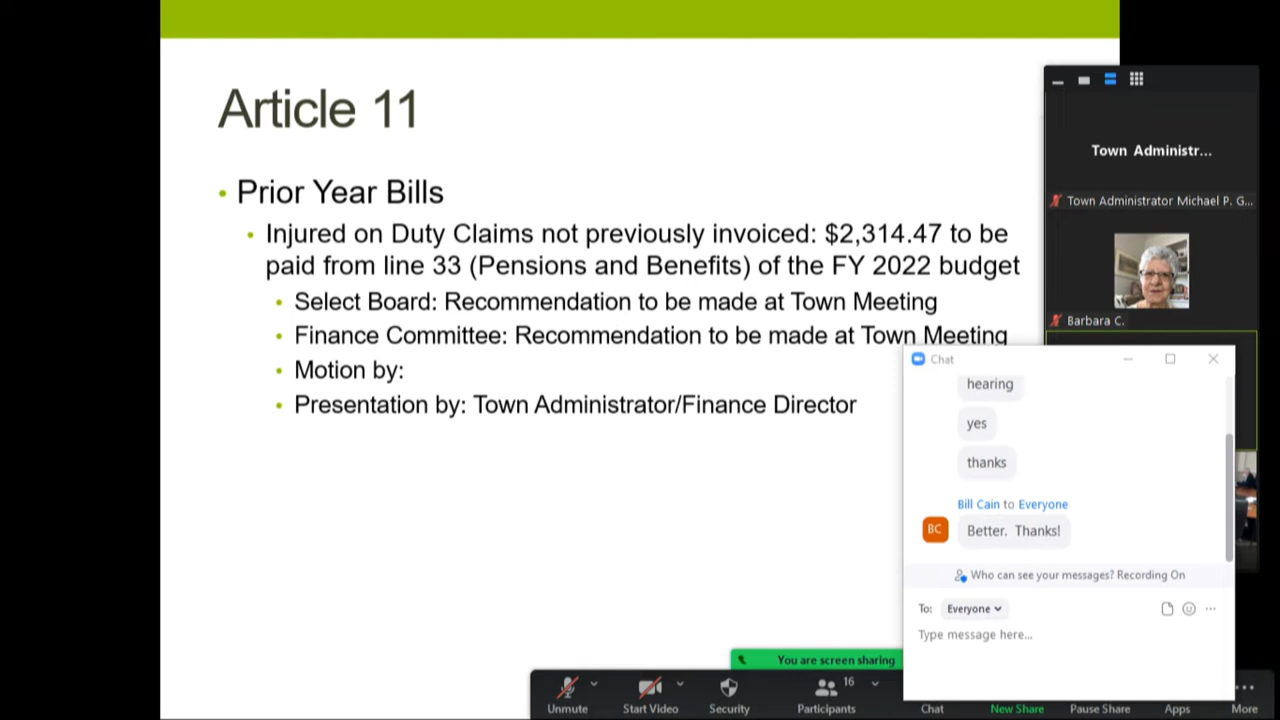 Article 11
• Prior Year Bills
• Injured on Duty Claims not previously invoiced: $2,314.47 to be
paid from line 33 (Pensions and Benefits) of the FY 2022 budget
• Select Board: Recommendation to be made at Town Meeting
• Finance Committee: Recommendation to be made at Town Meeting
• Motion by:
• Presentation by: Town Administrator/Finance Director
Town Administr...
Town Administrator Michael P. G...
Barbara C.
Chat
hearing
yes
thanks
Bill Cain to Everyone
BC
Better. Thanks!
Who can see your messages? Recording On
To: Everyone
Type message here...
You are screen sharing
16
Unmute
Start Video
Security
Participants
Chat
New Share
Pause Share
Apps
More